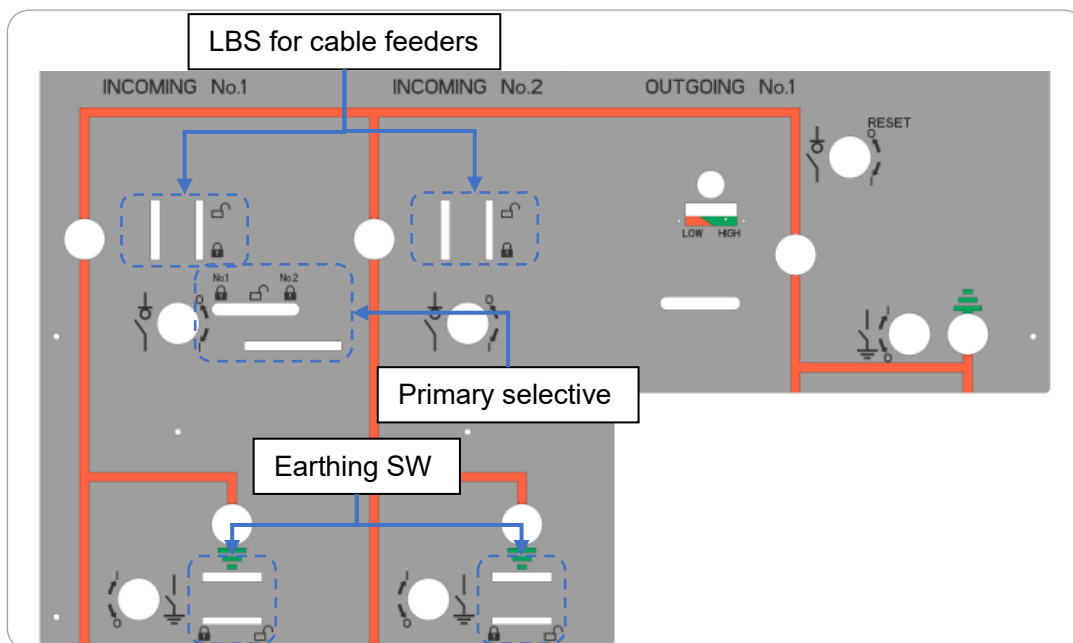 LBS for cable feeders
INCOMING No.1
INCOMING No.2
OUTGOING No.1
RESET
O
I
LOW HIGH
No.1 No.2
O
I
O
I
I
O
Primary selective
Earthing SW
I
O
I
O